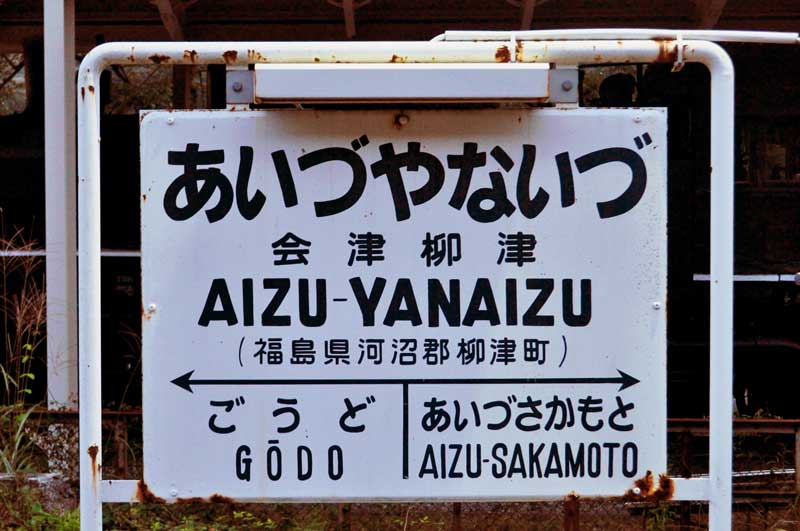 あいづやないづ
会津柳津
AIZU-YANAIZU
(福島県河沼郡柳津町)
ごうど あいづさかもと
GŌDO AIZU-SAKAMOTO